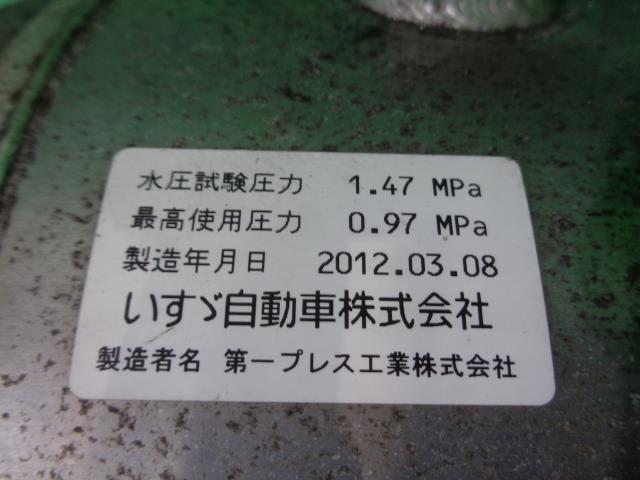 水圧試験圧力 1.47 MPa
最高使用圧力 0.97 MPa
製造年月日 2012.03.08
いすゞ自動車株式会社
製造者名 第一プレス工業株式会社